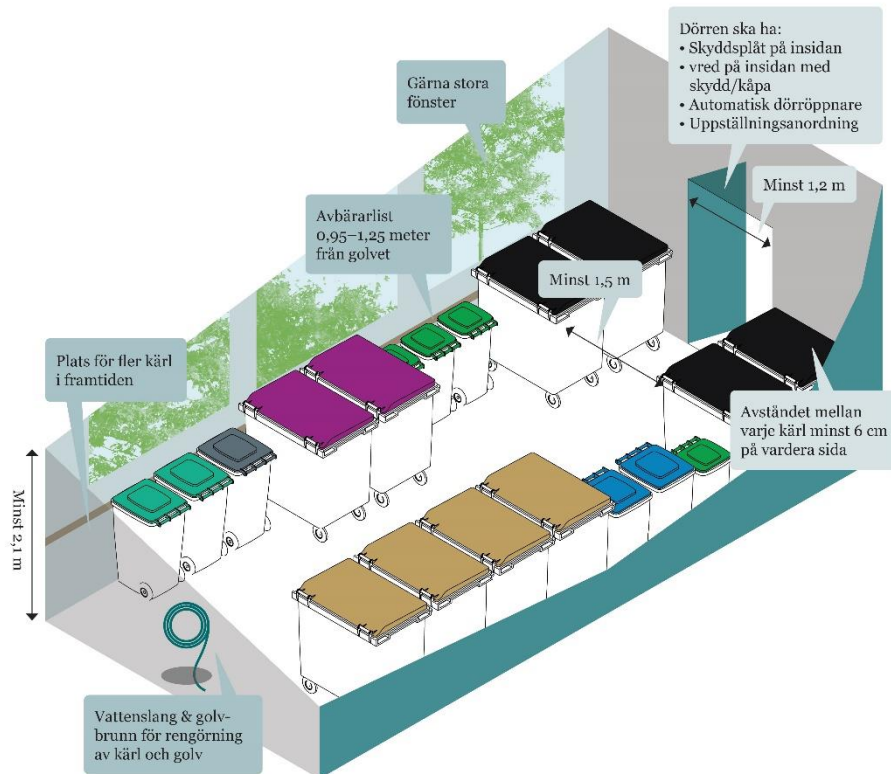 Dörren ska ha:
• Skyddsplåt på insidan
• vred på insidan med
skydd/kåpa
• Automatisk dörröppnare
• Uppställningsanordning
Gärna stora
fönster
Minst 1,2 m
Avbärarlist
0,95–1,25 meter
från golvet
Minst 1,5 m
Plats för fler kärl
i framtiden
Avståndet mellan
varje kärl minst 6 cm
på vardera sida
Minst 2,1 m
Vattenslang & golv-
brunn för rengörning
av kärl och golv